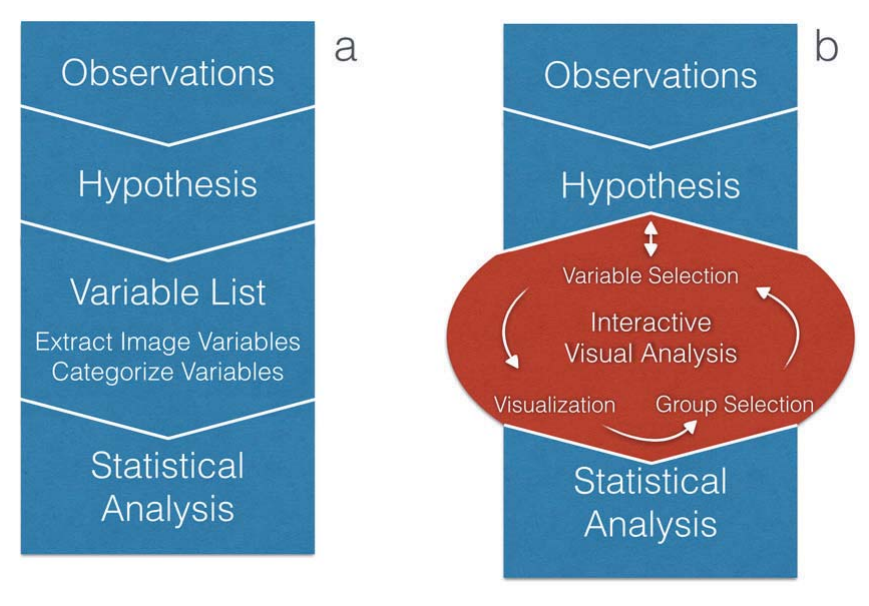 a
Observations
Hypothesis
Variable List
Extract Image Variables
Categorize Variables
Statistical
Analysis
b
Observations
Hypothesis
Variable Selection
Interactive
Visual Analysis
Visualization
Group Selection
Statistical
Analysis